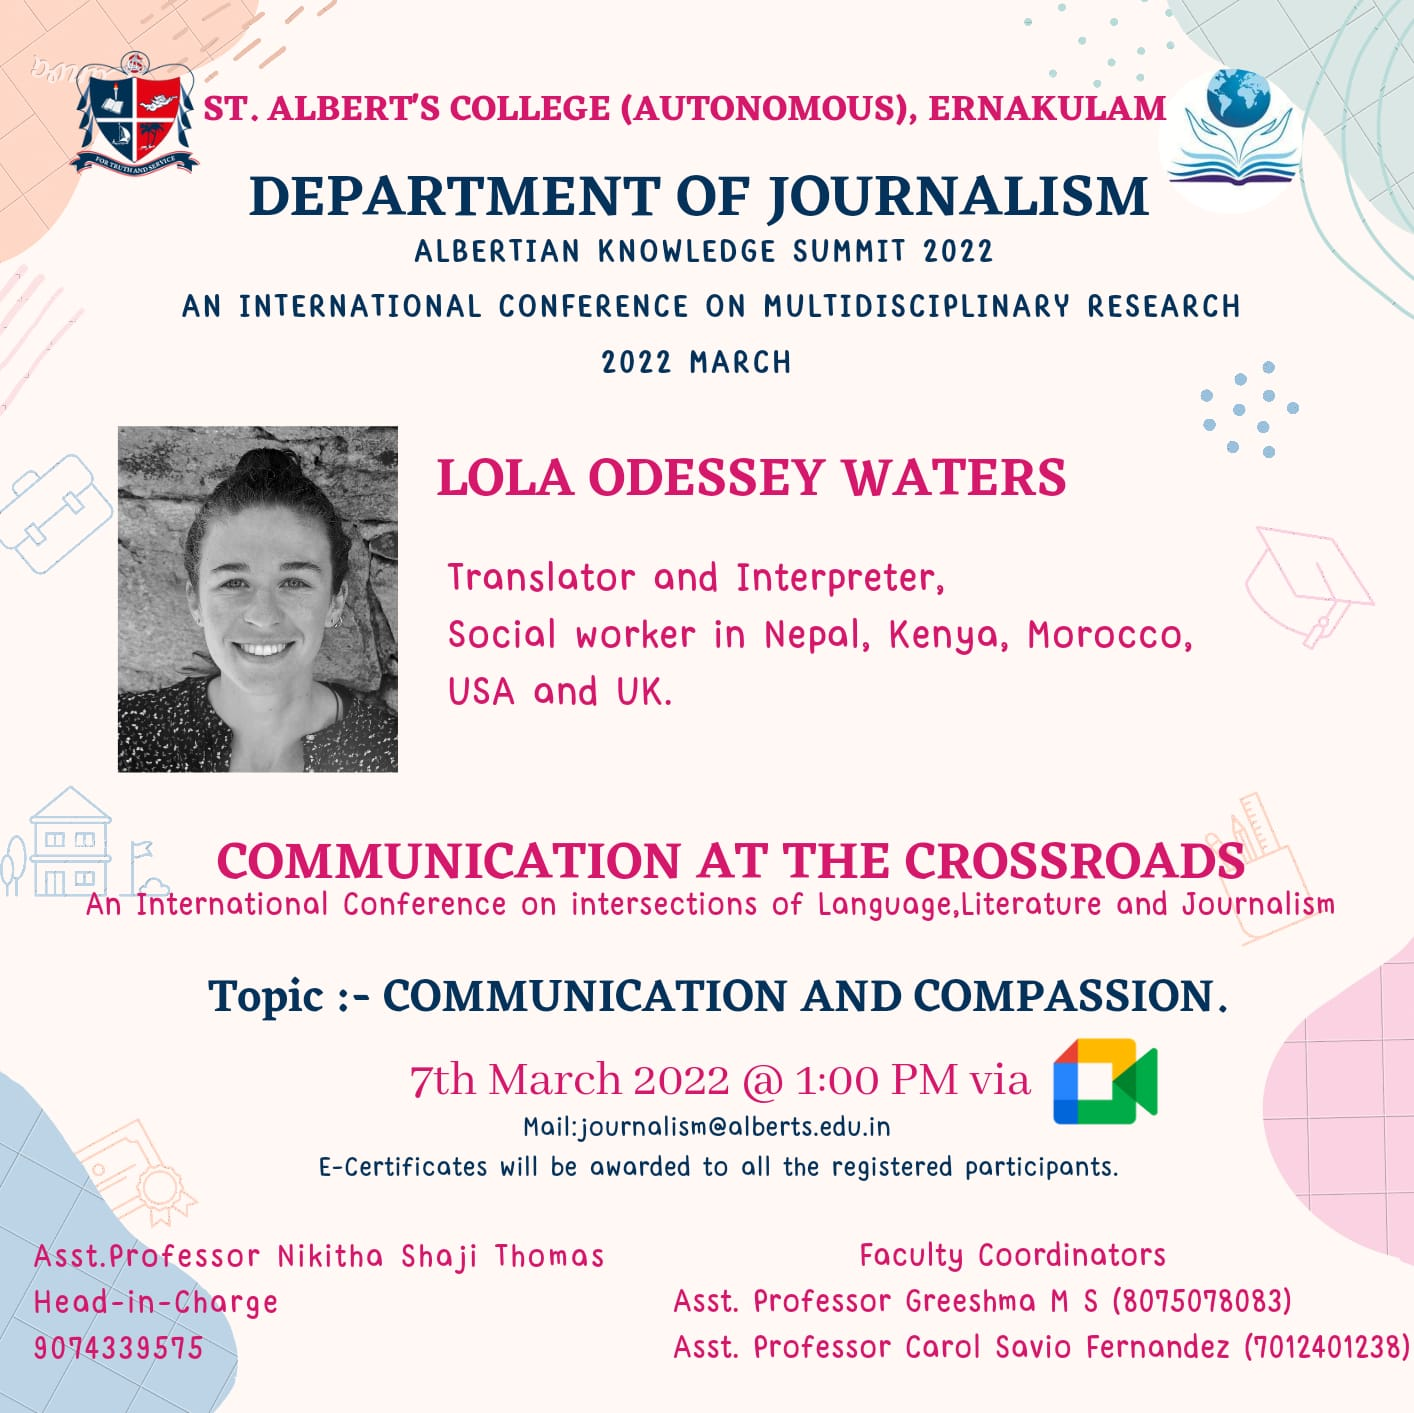 ST. ALBERT'S COLLEGE (AUTONOMOUS), ERNAKULAM
FOR TRUTH AND SERVICE
DEPARTMENT OF JOURNALISM
ALBERTIAN KNOWLEDGE SUMMIT 2022
AN INTERNATIONAL CONFERENCE ON MULTIDISCIPLINARY RESEARCH
2022 MARCH
LOLA ODESSEY WATERS
Translator and Interpreter,
Social worker in Nepal, Kenya, Morocco,
USA and UK.
COMMUNICATION AT THE CROSSROADS
An International Conference on intersections of Language,Literature and Journalism
Topic :- COMMUNICATION AND COMPASSION.
7th March 2022 @ 1:00 PM via
Mail:journalism@alberts.edu.in
E-Certificates will be awarded to all the registered participants.
Asst.Professor Nikitha Shaji Thomas
Head-in-Charge
9074339575
Faculty Coordinators
Asst. Professor Greeshma M S (8075078083)
Asst. Professor Carol Savio Fernandez (7012401238)